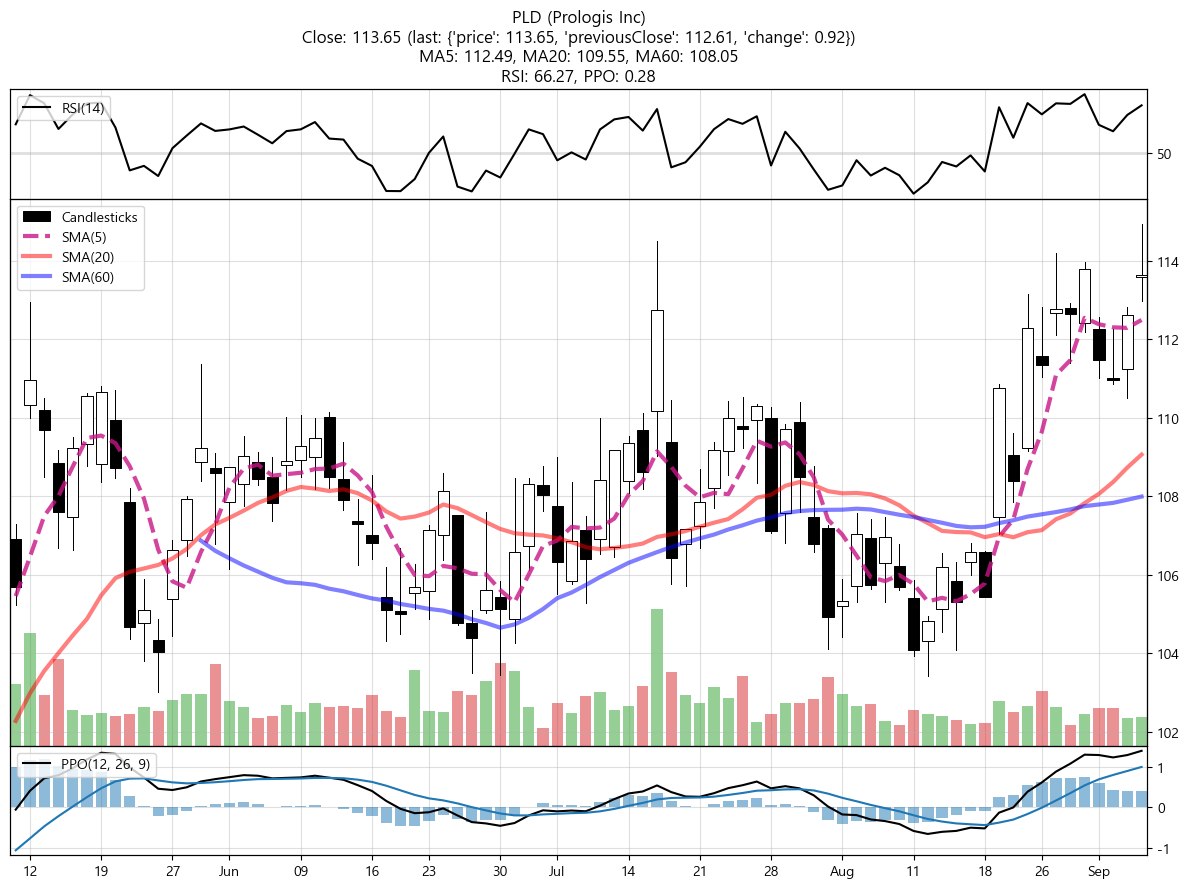 PLD (Prologis Inc)
Close: 113.65 (last: {'price': 113.65, 'previousClose': 112.61, 'change': 0.92})
MA5: 112.49, MA20: 109.55, MA60: 108.05
RSI: 66.27, PPO: 0.28
RSI(14)
50
Candlesticks
SMA(5)
SMA(20)
SMA(60)
114
112
110
108
106
104
102
PPO(12, 26, 9)
1
0
-1
12 19 27 Jun 09 16 23 Jul 14 21 28 Aug 11 18 26 Sep